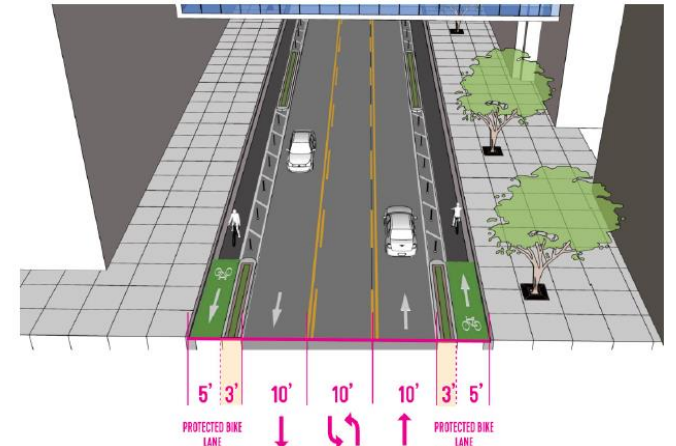 5' 3' 10' 10' 10' 3' 5'
PROTECTED BIKE PROTECTED BIKE
LANE LANE